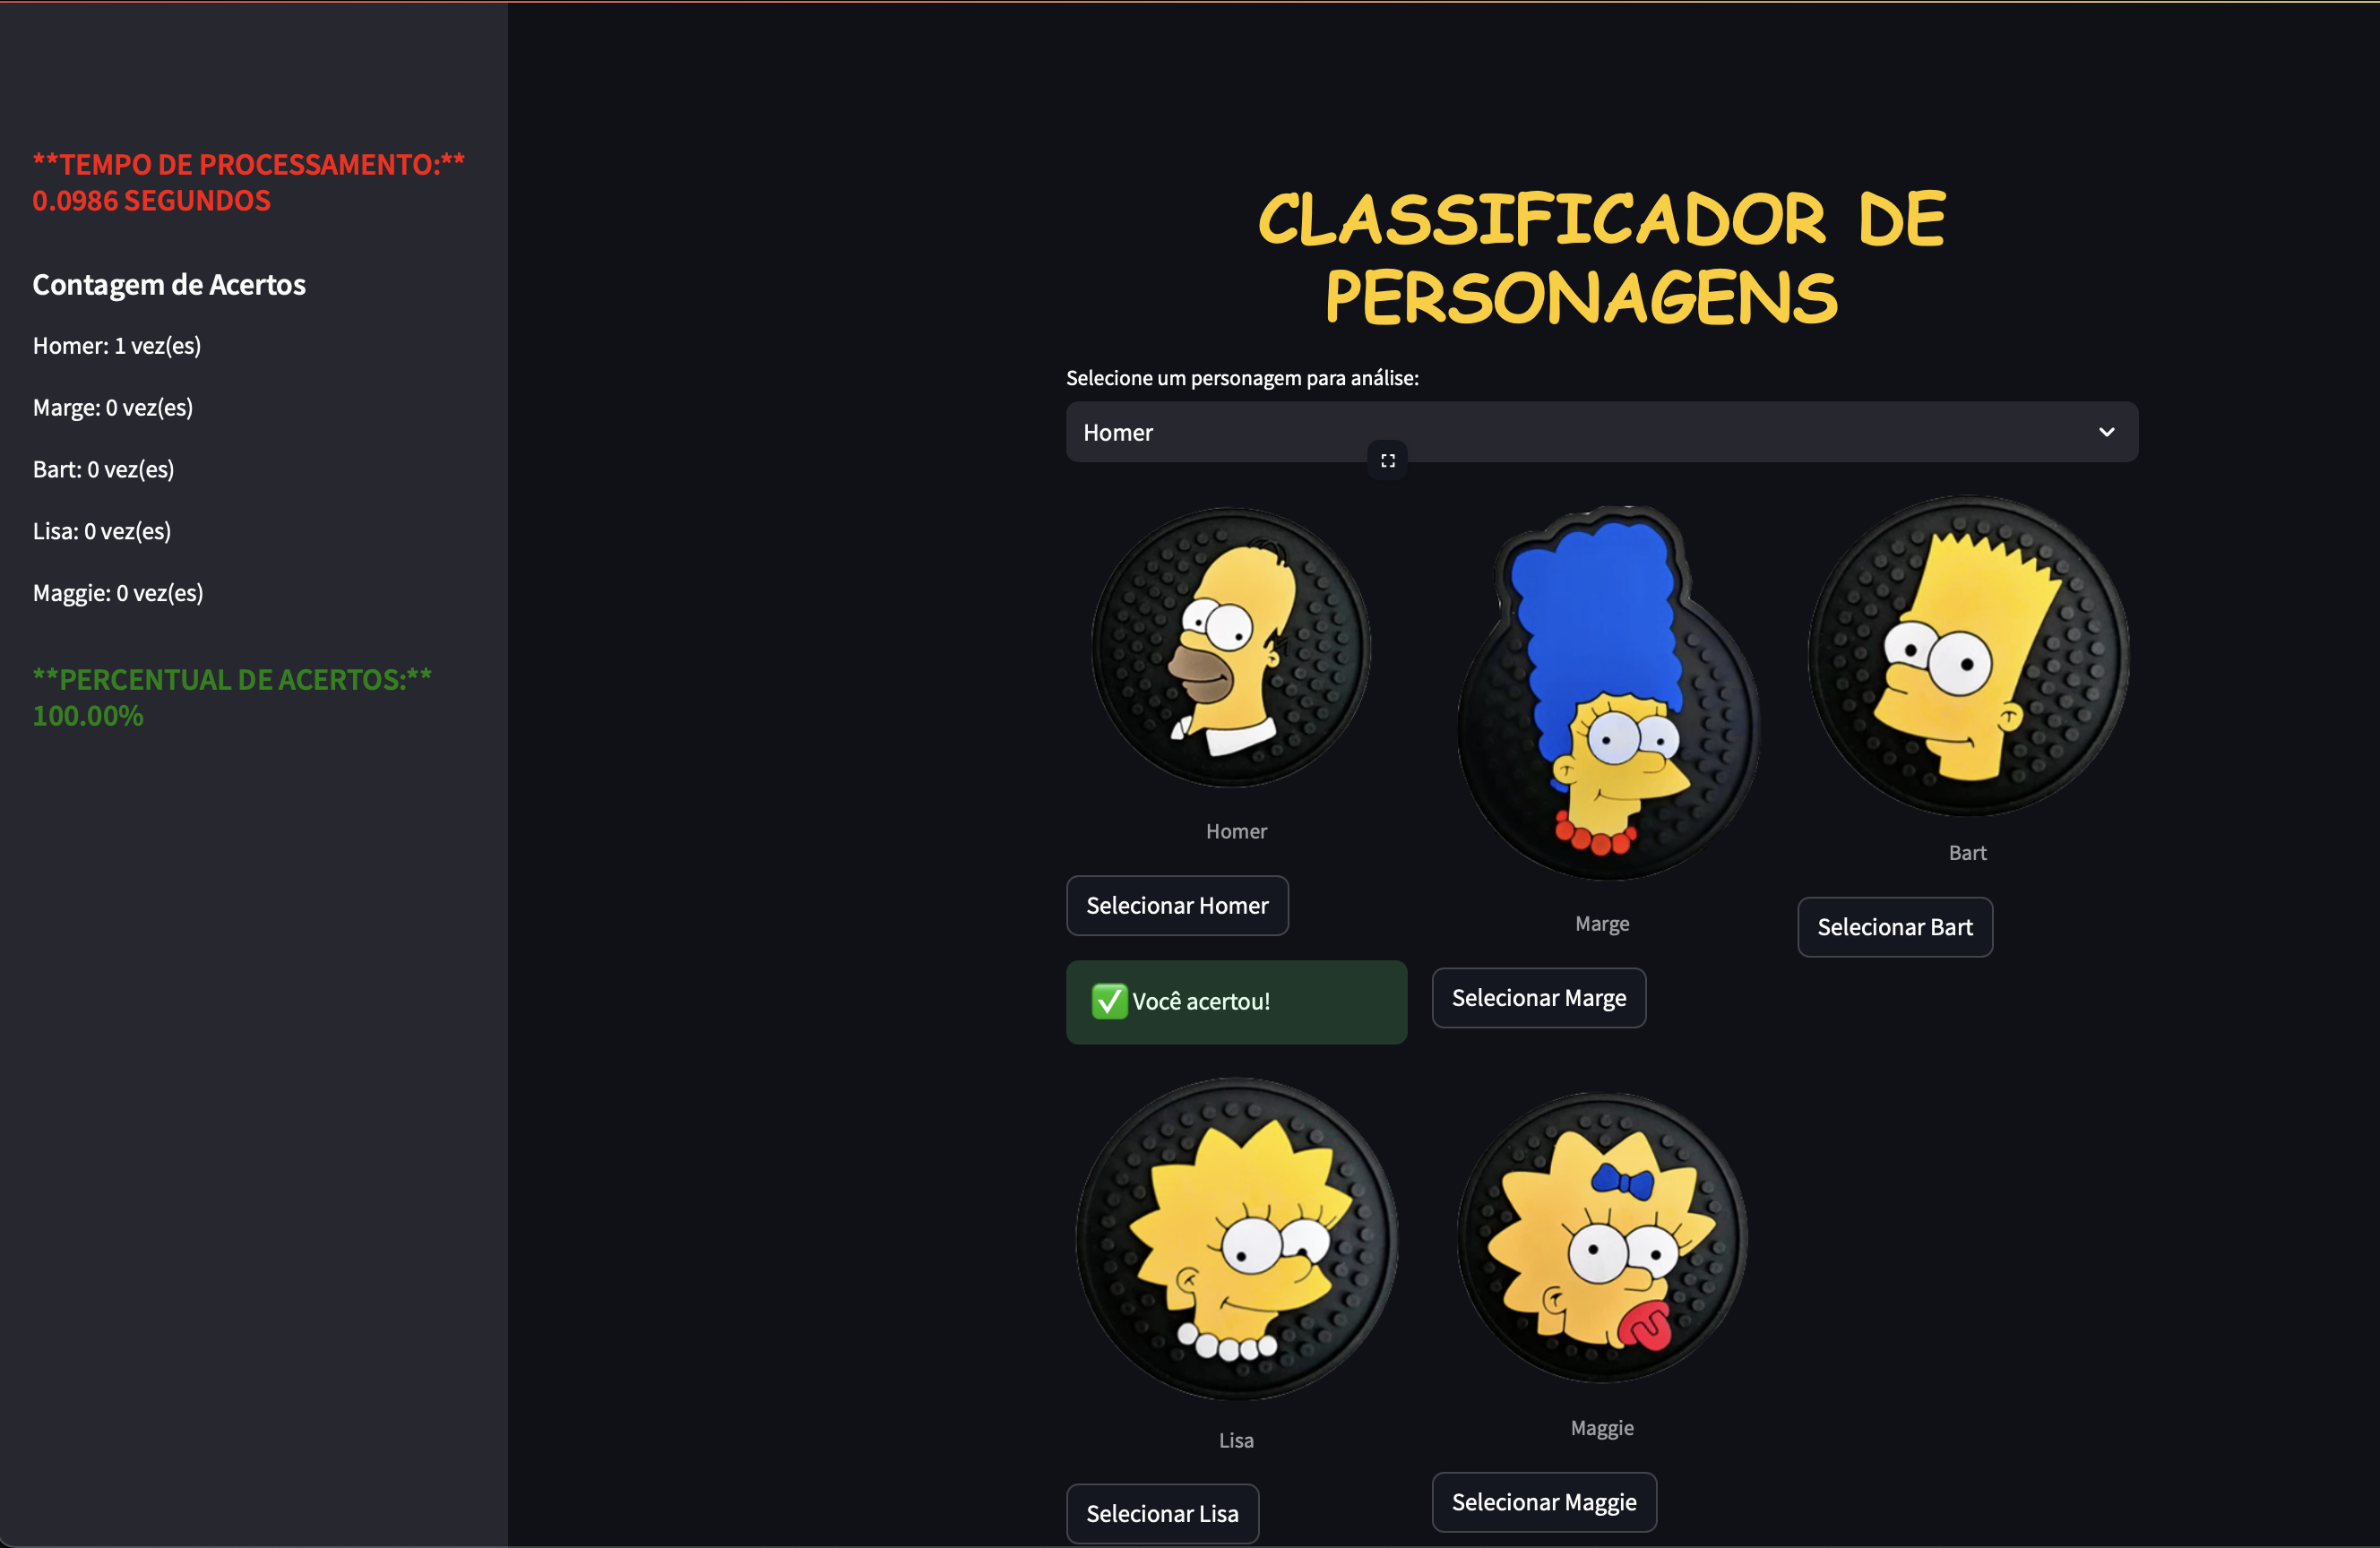 **TEMPO DE PROCESSAMENTO:**
0.0986 SEGUNDOS
Contagem de Acertos
Homer: 1 vez(es)
Marge: 0 vez(es)
Bart: 0 vez(es)
Lisa: 0 vez(es)
Maggie: 0 vez(es)
**PERCENTUAL DE ACERTOS:**
100.00%
CLASSIFICADOR DE
PERSONAGENS
Selecione um personagem para análise:
Homer
Homer
Marge
Bart
Selecionar Homer
Selecionar Marge
Selecionar Bart
✅ Você acertou!
Lisa
Maggie
Selecionar Lisa
Selecionar Maggie